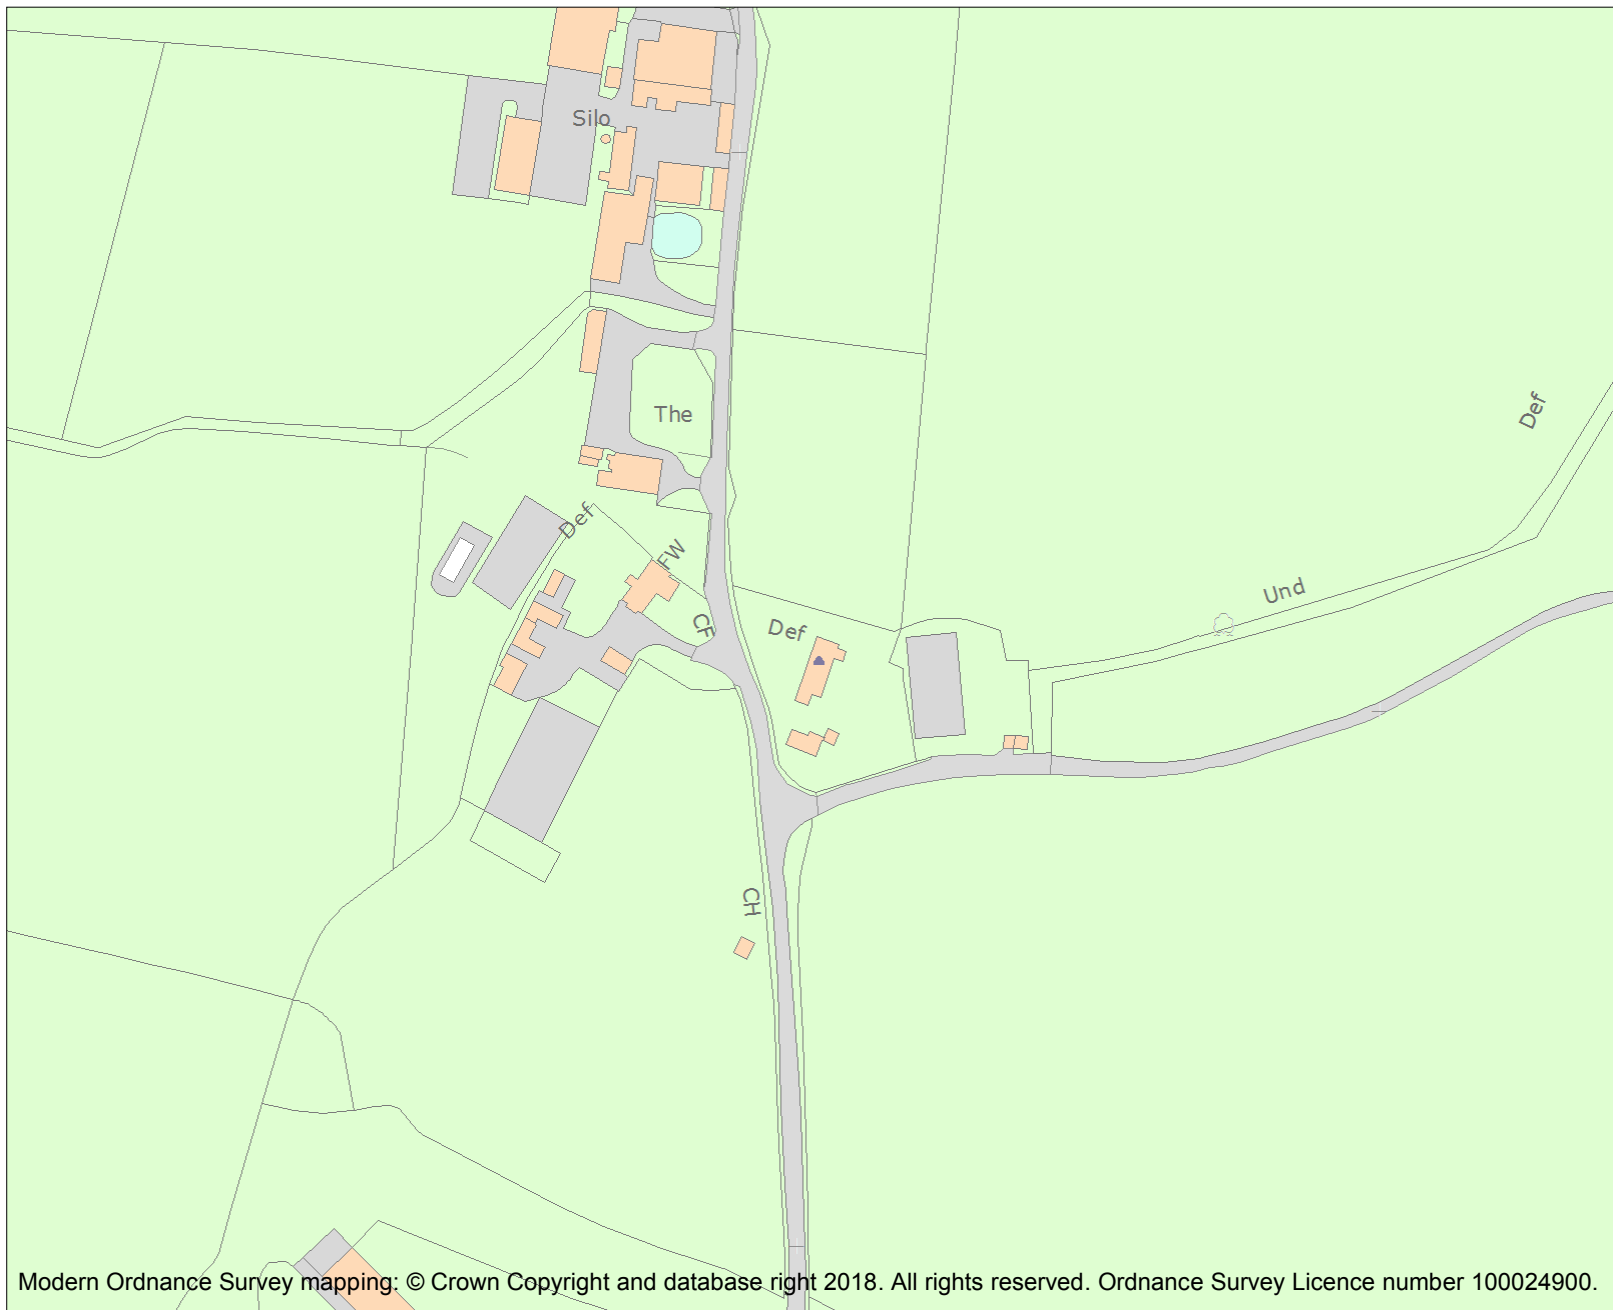 Silo
The
Def
Def
FW
Und
CF
Def
CH
Modern Ordnance Survey mapping: © Crown Copyright and database right 2018. All rights reserved. Ordnance Survey Licence number 100024900.